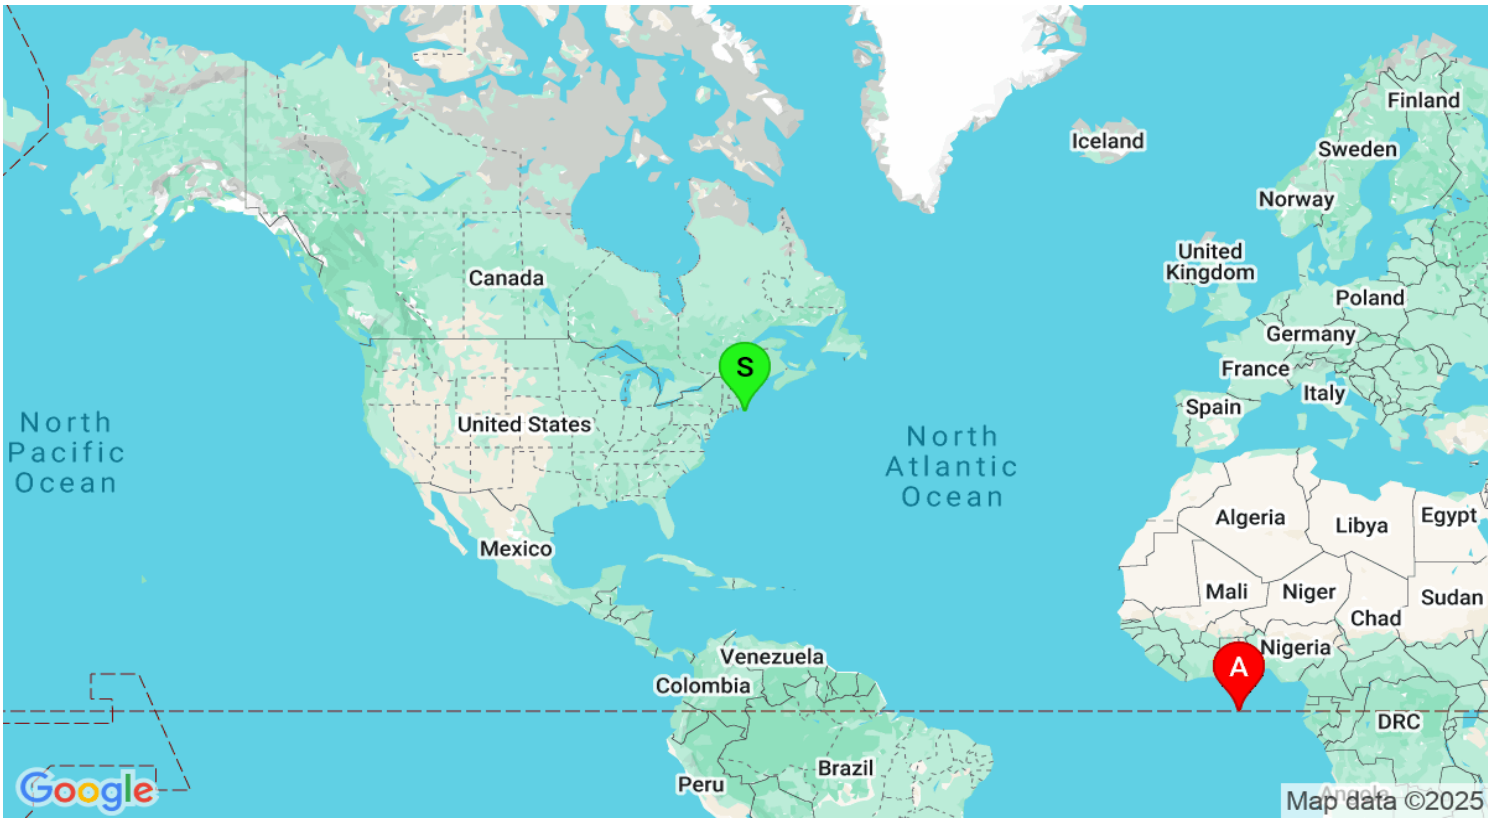 Finland
Iceland
Sweden
Norway
United
Kingdom
Canada
Poland
Germany
S
France
Italy
Spain
United States
North
Pacific
Ocean
North
Atlantic
Ocean
Algeria
Libya
Egypt
Mexico
Mali
Niger
Sudan
Chad
Nigeria
Venezuela
A
Colombia
DRC
Brazil
Peru
Google
Angola
Map data ©2025